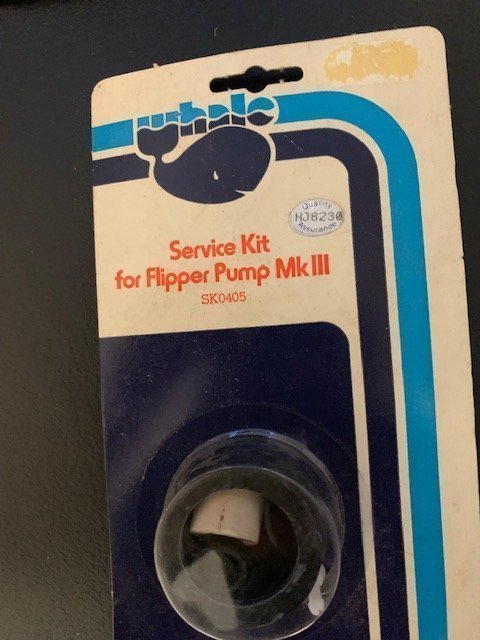 whale
Quality
HJ8230
Assurance
Service Kit
for Flipper Pump Mk III
SK0405